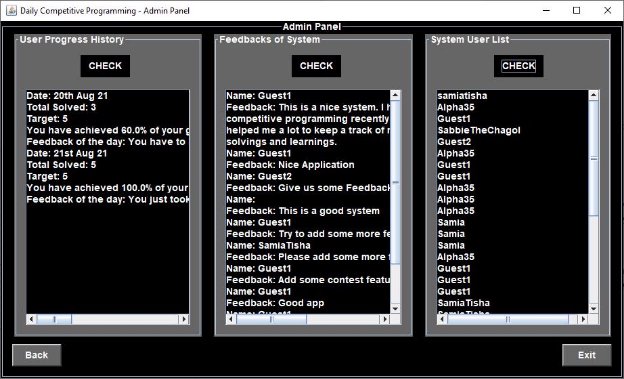 Daily Competitive Programming - Admin Panel
Admin Panel
User Progress History
CHECK
Date: 20th Aug 21
Total Solved: 3
Target: 5
You have achieved 60.0% of your
Feedback of the day: You have to
Date: 21st Aug 21
Total Solved: 5
Target: 5
You have achieved 100.0% of your
Feedback of the day: You just took
Feedbacks of System
CHECK
Name: Guest1
Feedback: This is a nice system. I
competitive programming recently
helped me a lot to keep a track of
solvings and learnings.
Name: Guest1
Feedback: Nice Application
Name: Guest2
Feedback: Give us some Feedback
Name:
Feedback: This is a good system
Name: Guest1
Feedback: Try to add some more
Name: SamiaTisha
Feedback: Please add some more
Name: Guest1
Feedback: Add some contest
Name: Guest1
Feedback: Good app
Name: Guest1
System User List
CHECK
samiatisha
Alpha35
Guest1
SabbieTheChagol
Guest2
Alpha35
Guest1
Guest1
Alpha35
Alpha35
Alpha35
Samia
Samia
Samia
Alpha35
Guest1
Guest1
Guest1
SamiaTisha
SamiaTisha
Back
Exit